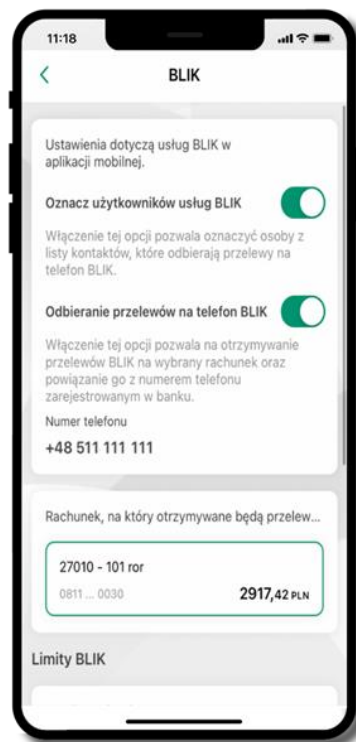 11:18
BLIK
Ustawienia dotyczą usług BLIK w
aplikacji mobilnej.
Oznacz użytkowników usług BLIK
Włączenie tej opcji pozwala oznaczyć osoby z
listy kontaktów, które odbierają przelewy na
telefon BLIK.
Odbieranie przelewów na telefon BLIK
Włączenie tej opcji pozwala na otrzymywanie
przelewów BLIK na wybrany rachunek oraz
powiązanie go z numerem telefonu
zarejestrowanym w banku.
Numer telefonu
+48 511 111 111
Rachunek, na który otrzymywane będą przelew...
27010 - 101 ror
0811 ... 0030 2917,42 PLN
Limity BLIK